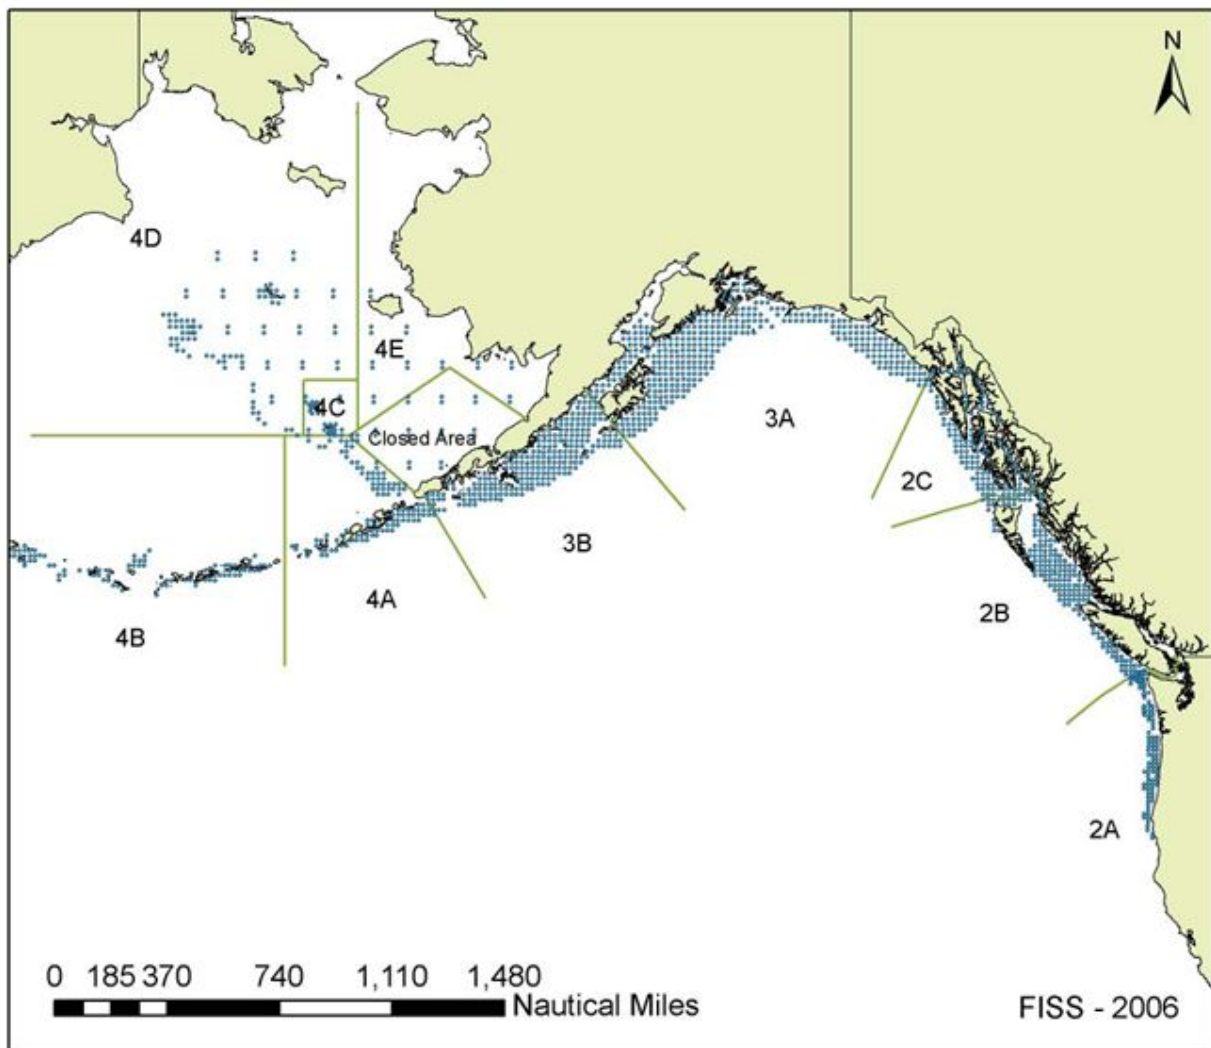 N
4D
4E
4C
Closed Area
3A
2C
3B
4A
2B
4B
2A
0 185 370 740 1,110 1,480
Nautical Miles
FISS - 2006